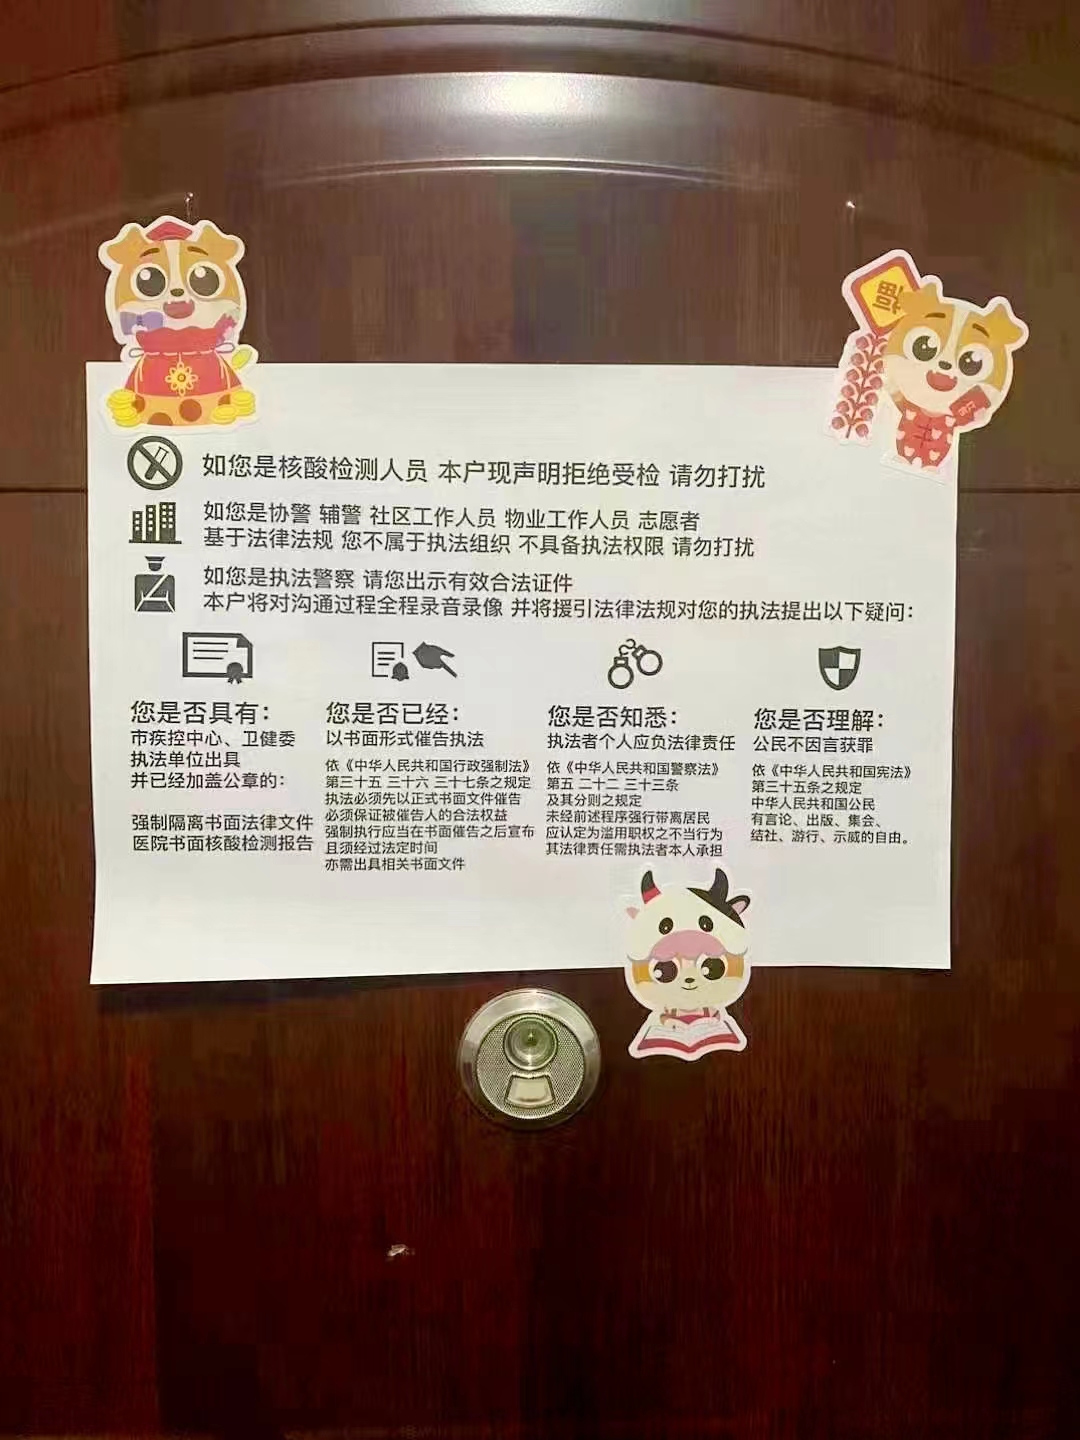 福
如您是核酸检测人员 本户现声明拒绝受检 请勿打扰
如您是协警 辅警 社区工作人员 物业工作人员 志愿者
基于法律法规 您不属于执法组织 不具备执法权限 请勿打扰
如您是执法警察 请您出示有效合法证件
本户将对沟通过程全程录音录像 并将援引法律法规对您的执法提出以下疑问：
您是否具有：
市疾控中心、卫健委
执法单位出具
并已经加盖公章的：
强制隔离书面法律文件
医院书面核酸检测报告
您是否已经：
以书面形式催告执法
依《中华人民共和国行政强制法》
第三十五 三十六 三十七条之规定
执法必须先以正式书面文件催告
必须保证被催告人的合法权益
强制执行应当在书面催告之后宣布
且须经过法定时间
亦需出具相关书面文件
您是否知悉：
执法者个人应负法律责任
依《中华人民共和国警察法》
第五 二十二 三十三条
及其分则之规定
未经前述程序强行带离居民
应认定为滥用职权之不当行为
其法律责任需执法者本人承担
您是否理解：
公民不因言获罪
依《中华人民共和国宪法》
第三十五条之规定
中华人民共和国公民
有言论、出版、集会、
结社、游行、示威的自由。